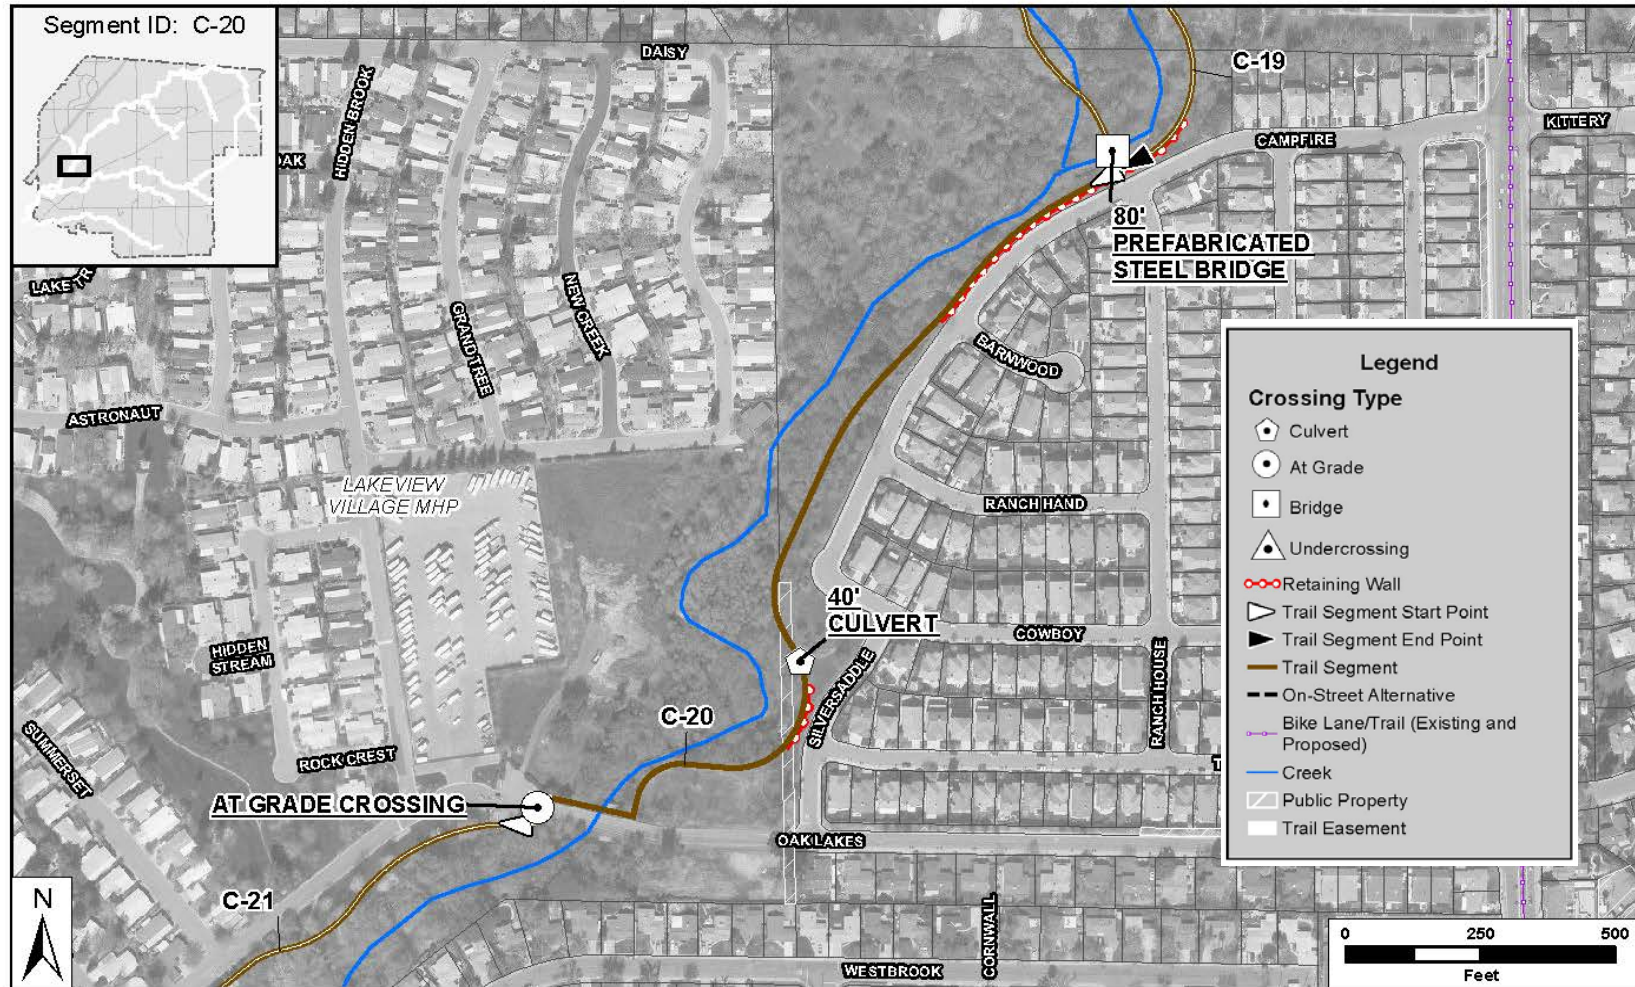 Segment ID: C-20
DAISY
C-19
KITTERY
CAMPFIRE
OAK
HIDDEN BROOK
LAKE TR
80'
PREFABRICATED
STEEL BRIDGE
GRAND TREE
NEW CREEK
BARNWOOD
ASTRONAUT
LAKEVIEW
VILLAGE MHP
RANCH HAND
40'
CULVERT
COWBOY
RANCH HOUSE
HIDDEN
STREAM
SILVERSADDLE
SUMMERSET
C-20
ROCK CREST
T
AT GRADE CROSSING
OAK LAKES
C-21
CORNWALL
WESTBROOK
N
Legend
Crossing Type
Culvert
At Grade
Bridge
Undercrossing
Retaining Wall
Trail Segment Start Point
Trail Segment End Point
Trail Segment
On-Street Alternative
Bike Lane/Trail (Existing and
Proposed)
Creek
Public Property
Trail Easement
0 250 500
Feet